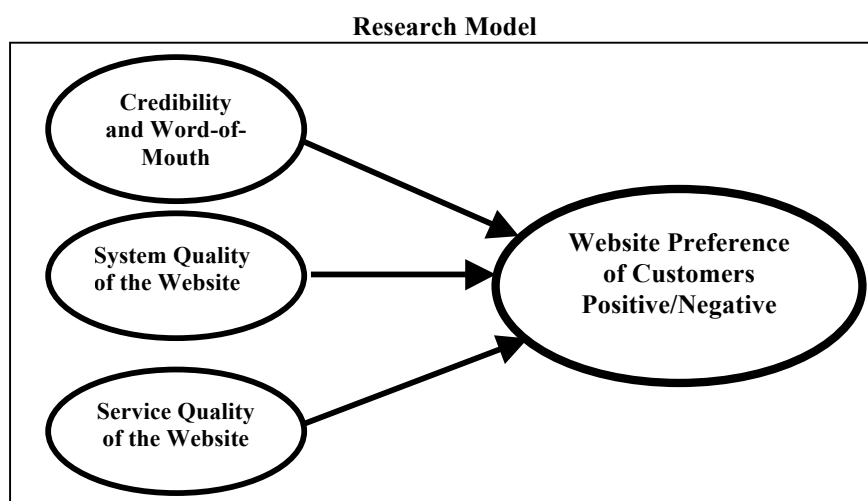 Research Model
Credibility
and Word-of-
Mouth
System Quality
of the Website
Service Quality
of the Website
Website Preference
of Customers
Positive/Negative